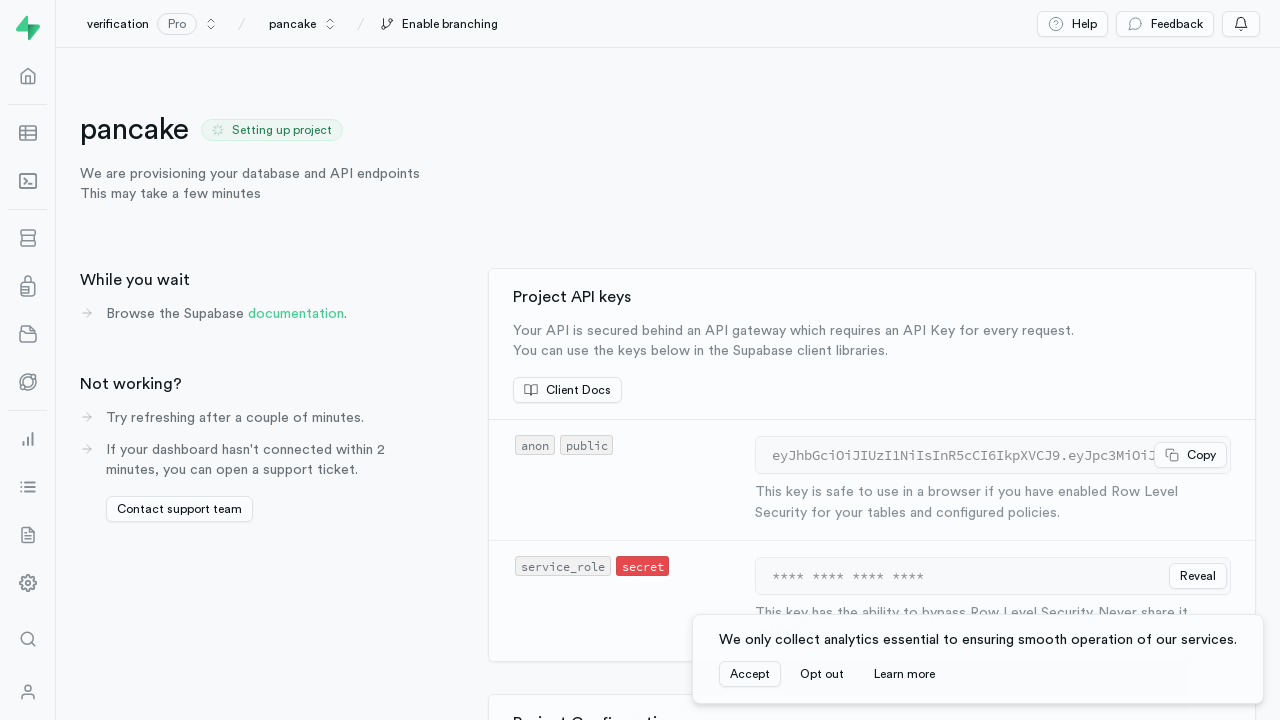 verification Pro / pancake / Enable branching
Help Feedback
pancake Setting up project
We are provisioning your database and API endpoints
This may take a few minutes
While you wait
Browse the Supabase documentation.
Not working?
Try refreshing after a couple of minutes.
If your dashboard hasn't connected within 2
minutes, you can open a support ticket.
Contact support team
Project API keys
Your API is secured behind an API gateway which requires an API Key for every request.
You can use the keys below in the Supabase client libraries.
Client Docs
anon public
eyJhbGciOiJIUzI1NiIsInR5cCI6IkpXVCJ9.eyJpc3MiOiJ
Copy
This key is safe to use in a browser if you have enabled Row Level
Security for your tables and configured policies.
service_role secret
**** **** **** ****
Reveal
This key has the ability to bypass Row Level Security. Never share it
We only collect analytics essential to ensuring smooth operation of our services.
Accept Opt out Learn more